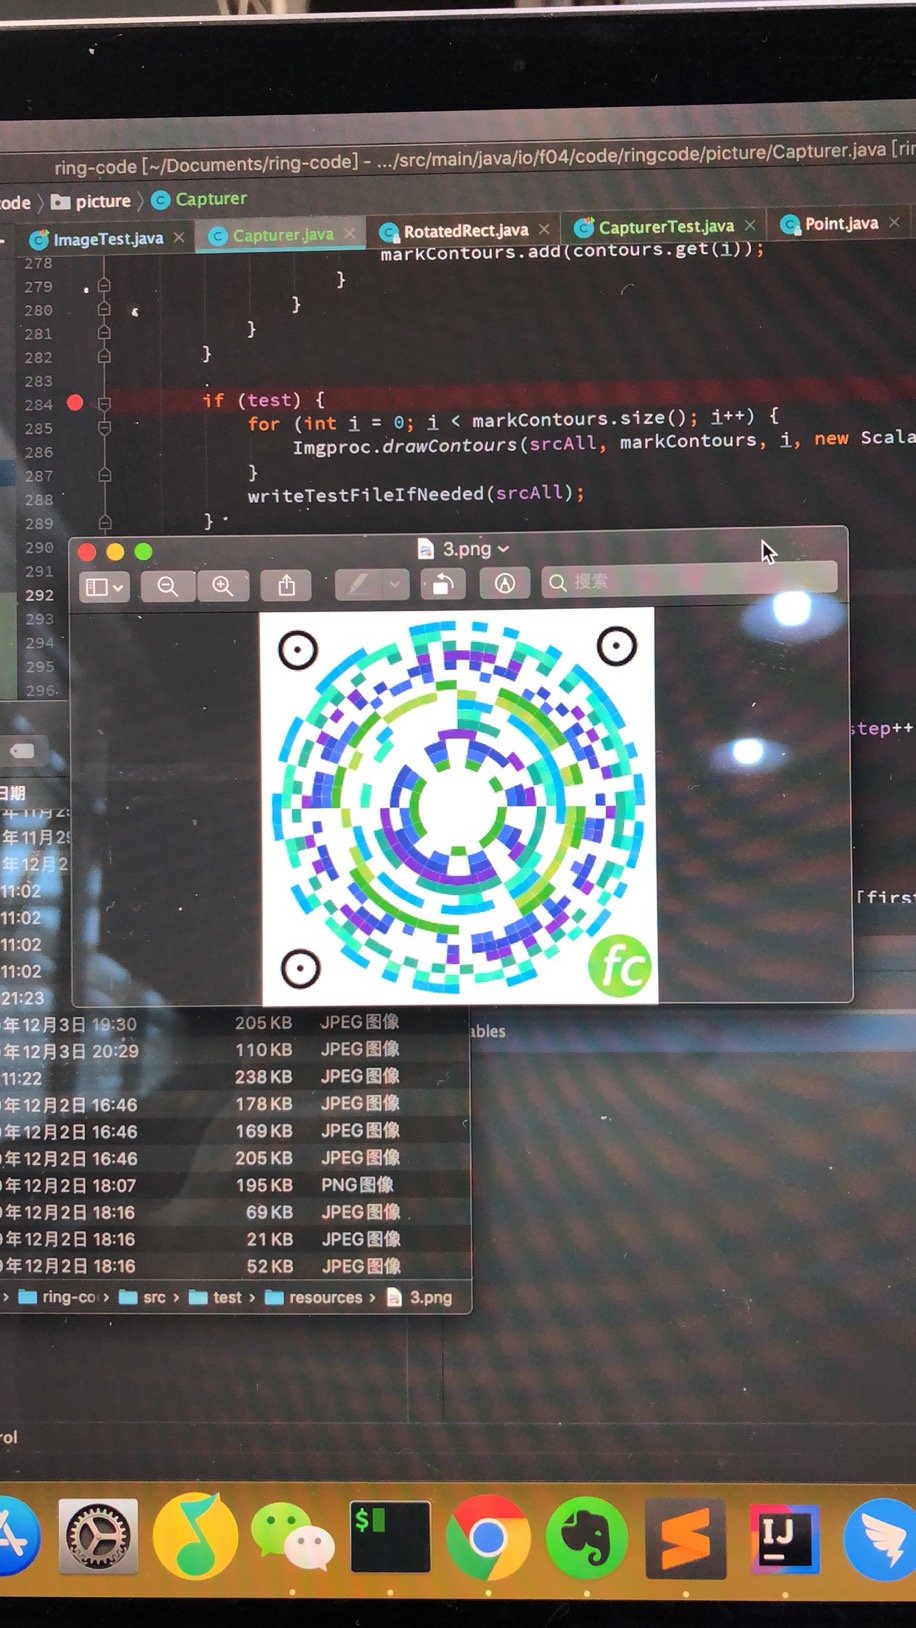 ring-code [~/Documents/ring-code] – .../src/main/java/io/f04/code/ringcode/picture/Capturer.java [rin
ode 〉 picture 〉 Capturer
ImageTest.java × Capturer.java × RotatedRect.java × CapturerTest.java × Point.java ×
278 markContours.add(contours.get(i));
279 }
280 }
281 }
282 }
283
284 if (test) {
285 for (int i = 0; i < markContours.size(); i++) {
286 Imgproc.drawContours(srcAll, markContours, i, new Scala
287 }
288 writeTestFileIfNeeded(srcAll);
289 }
290
3.png
291
搜索
292
293
294
295
296
fc
step++
日期
年11月2
年12月2
11:02
11:02
11:02
11:02
21:23
[first
年12月3日 19:30 205 KB JPEG图像
年12月3日 20:29 110 KB JPEG图像
11:22 238 KB JPEG图像
年12月2日 16:46 178 KB JPEG图像
年12月2日 16:46 169 KB JPEG图像
年12月2日 16:46 205 KB JPEG图像
年12月2日 18:07 195 KB PNG图像
年12月2日 18:16 69 KB JPEG图像
年12月2日 18:16 21 KB JPEG图像
年12月2日 18:16 52 KB JPEG图像
ables
› ring-co › src › test › resources › 3.png
rol
$
IJ